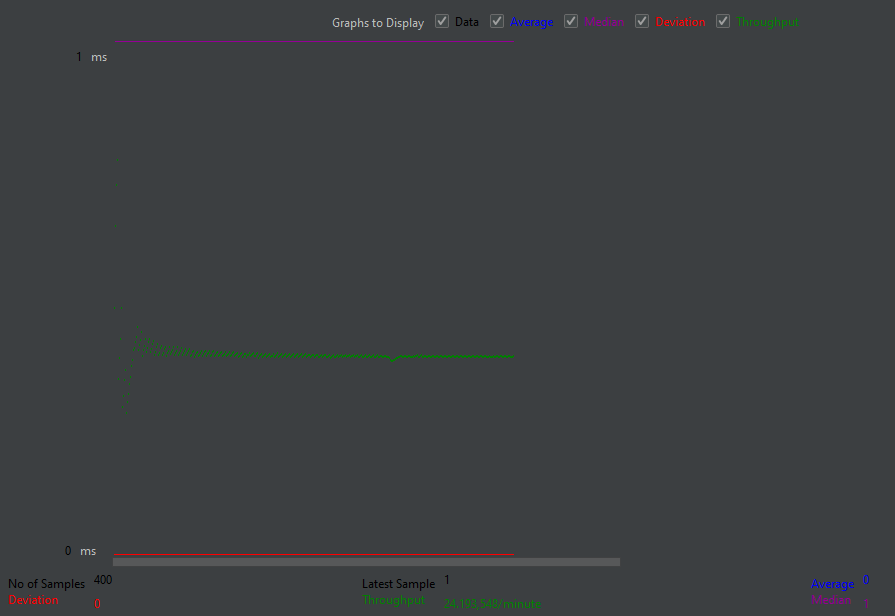 Graphs to Display Data Average Median Deviation Throughput
1 ms
0 ms
No of Samples 400 Latest Sample 1 Average 0
Deviation 0 Throughput 24,193,548/minute Median 1